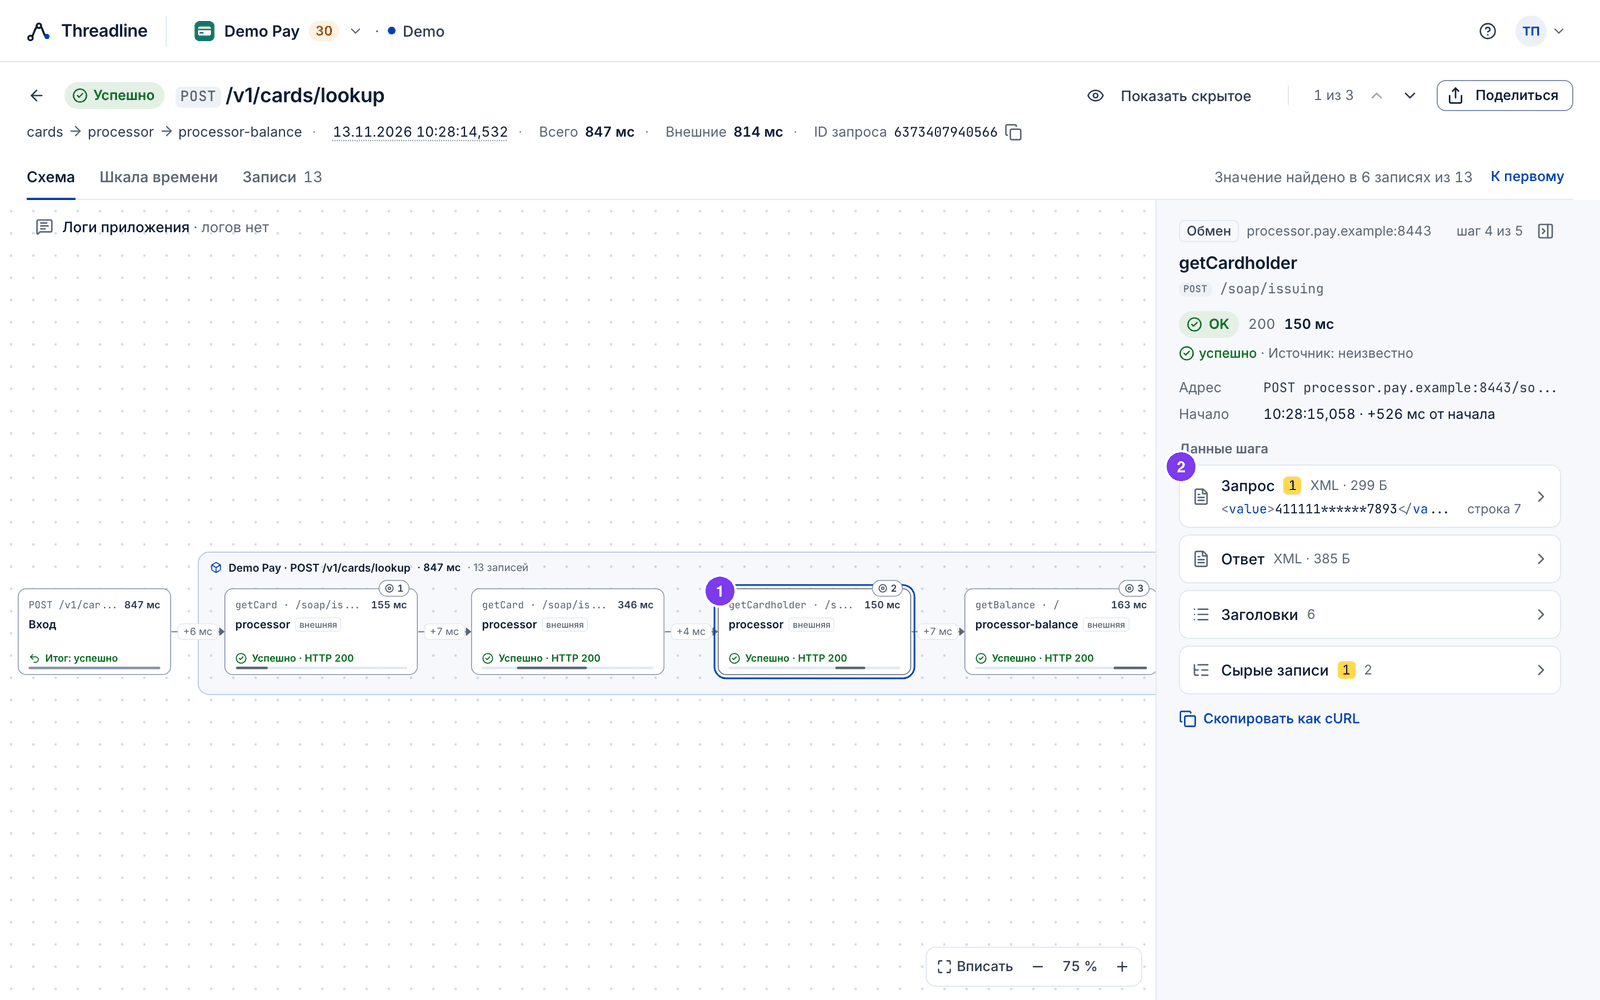 Threadline
Demo Pay 30 · Demo
ТП
Успешно POST /v1/cards/lookup
Показать скрытое 1 из 3 Поделиться
cards → processor → processor-balance · 13.11.2026 10:28:14,532 · Всего 847 мс · Внешние 814 мс · ID запроса 6373407940566
Схема Шкала времени Записи 13
Значение найдено в 6 записях из 13 К первому
Логи приложения · логов нет
Demo Pay · POST /v1/cards/lookup · 847 мс · 13 записей
POST /v1/car... 847 мс
Вход
Итог: успешно
+6 мс
1
getCard · /soap/is... 155 мс
processor внешняя
Успешно · HTTP 200
+7 мс
getCard · /soap/is... 346 мс
processor внешняя
Успешно · HTTP 200
+4 мс
1
2
getCardholder · /s... 150 мс
processor внешняя
Успешно · HTTP 200
+7 мс
3
getBalance · / 163 мс
processor-balance внешняя
Успешно · HTTP 200
Вписать − 75 % +
Обмен processor.pay.example:8443 шаг 4 из 5
getCardholder
POST /soap/issuing
OK 200 150 мс
успешно · Источник: неизвестно
Адрес POST processor.pay.example:8443/so...
Начало 10:28:15,058 · +526 мс от начала
Данные шага
2
Запрос 1 XML · 299 Б
<value>411111******7893</va... строка 7
Ответ XML · 385 Б
Заголовки 6
Сырые записи 1 2
Скопировать как cURL